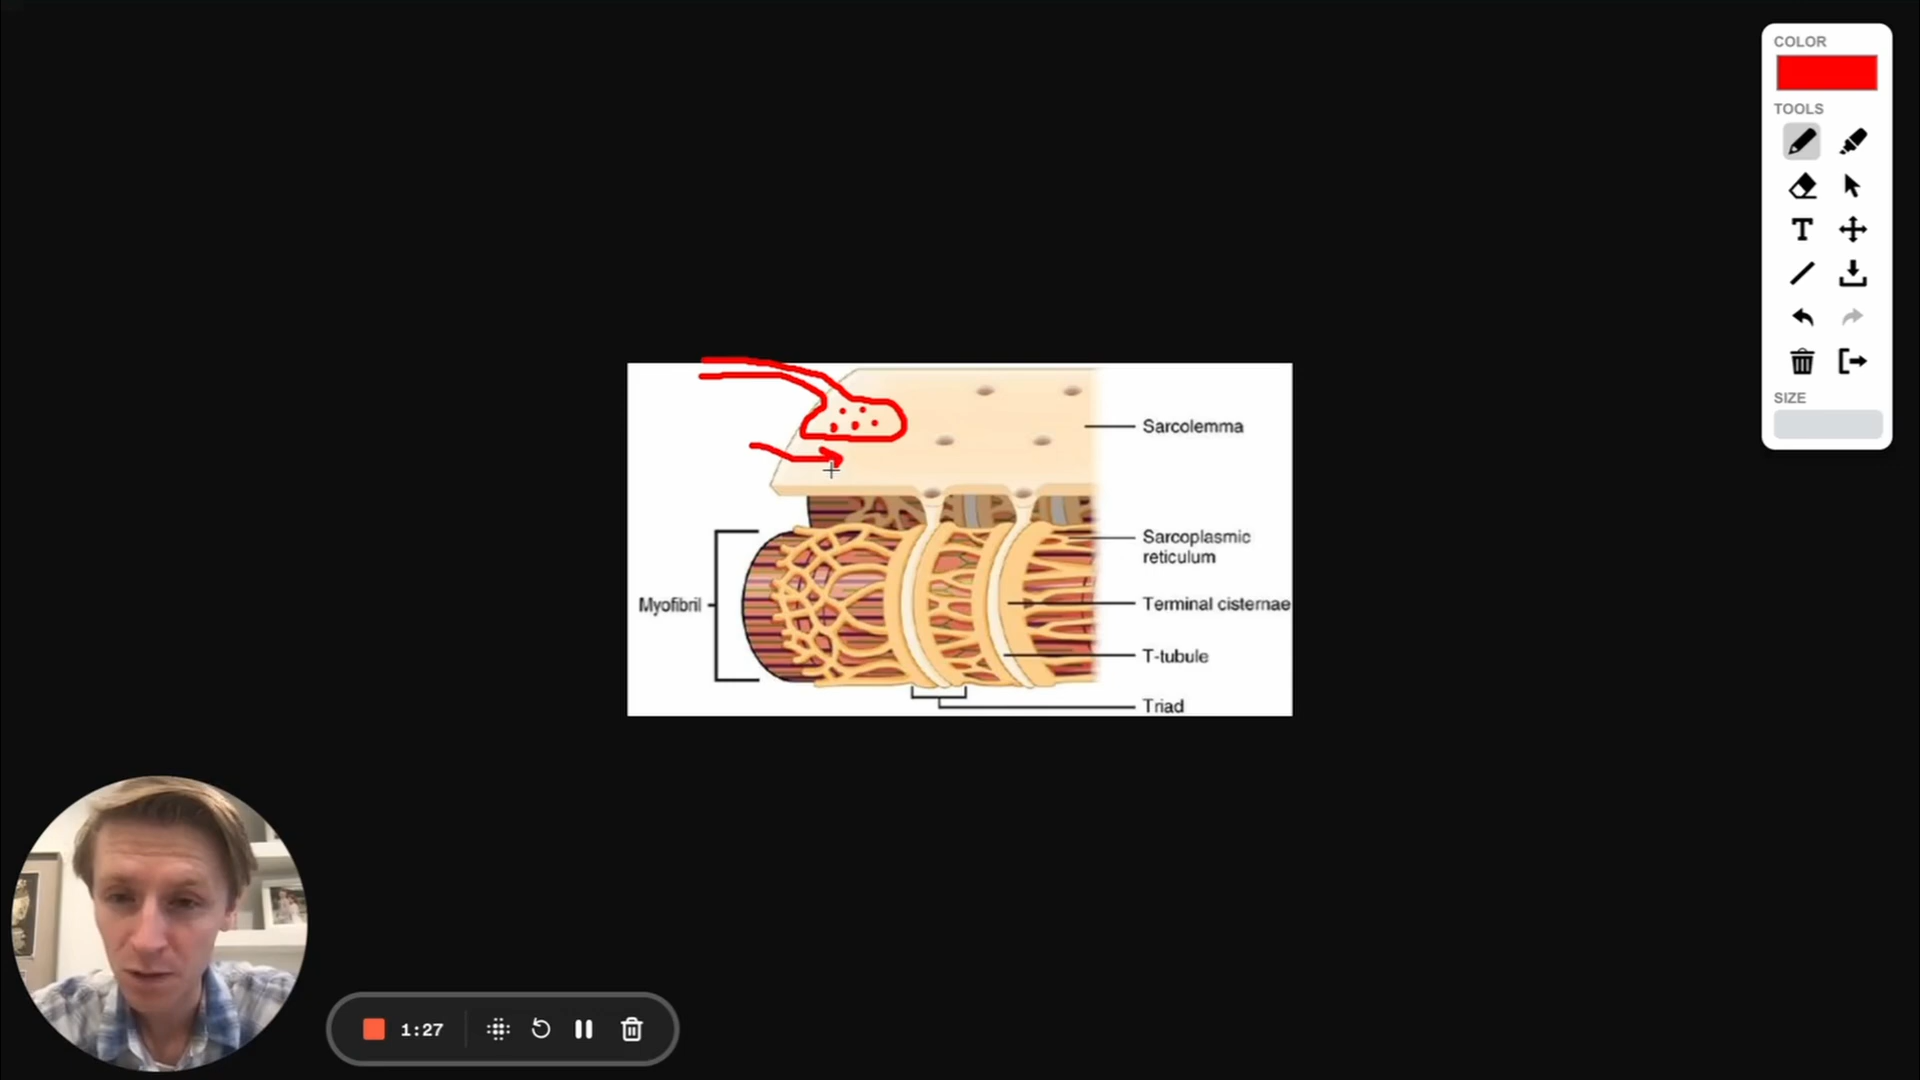 COLOR
TOOLS
T
SIZE
Sarcolemma
Sarcoplasmic
reticulum
Myofibril
Terminal cisternae
T-tubule
Triad
1:27